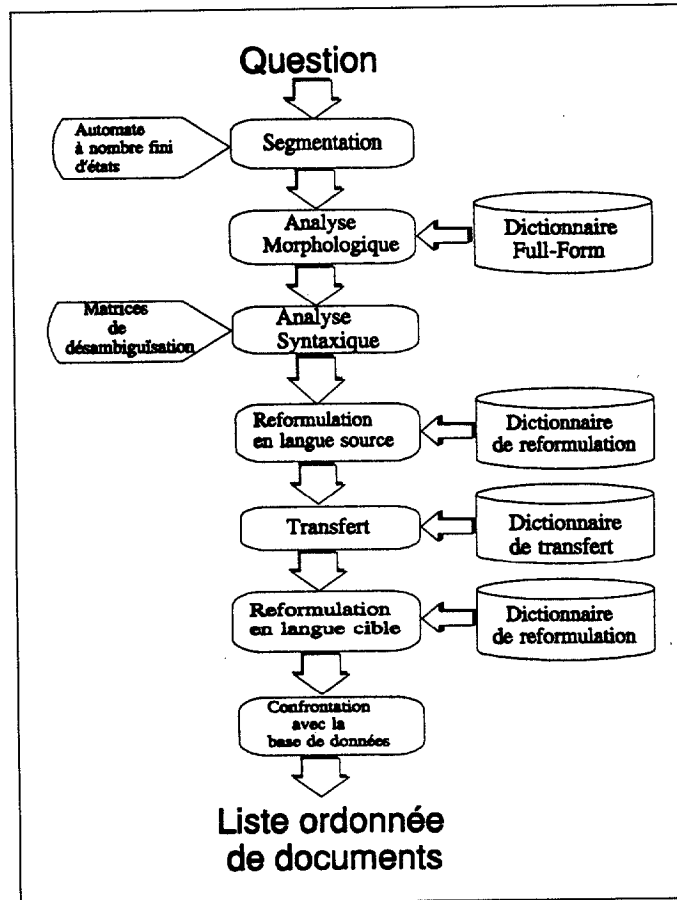 Question
Automate
à nombre fini
d'états
Segmentation
Analyse
Morphologique
Dictionnaire
Full-Form
Matrices
de
désambiguïsation
Analyse
Syntaxique
Reformulation
en langue source
Dictionnaire
de reformulation
Transfert
Dictionnaire
de transfert
Reformulation
en langue cible
Dictionnaire
de reformulation
Confrontation
avec la
base de données
Liste ordonnée
de documents